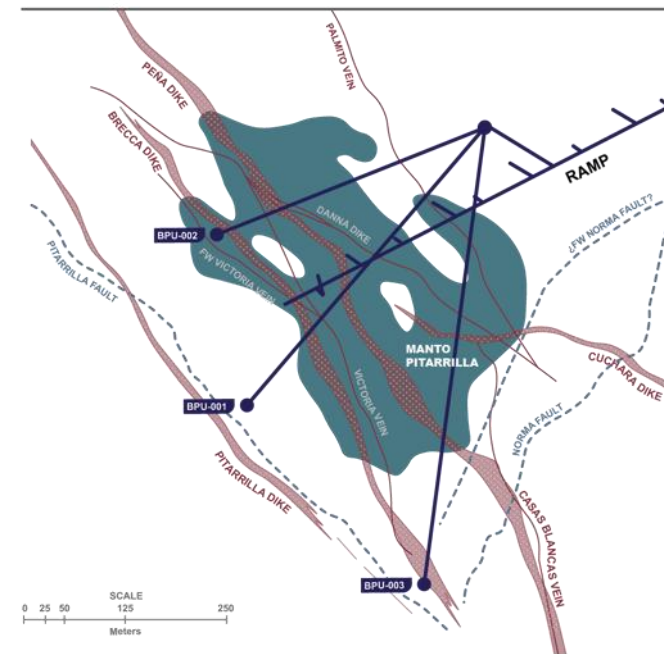 PALMITO VEIN
PEÑA DIKE
BRECCA DIKE
RAMP
DANNA DIKE
¿FW NORMA FAULT?
BPU-002
PITARRILLA FAULT
FW VICTORIA VEIN
MANTO
PITARRILLA
CUCHARA DIKE
VICTORIA VEIN
BPU-001
NORMA FAULT
PITARRILLA DIKE
CASAS BLANCAS VEIN
BPU-003
SCALE
0 25 50 125 250
Meters